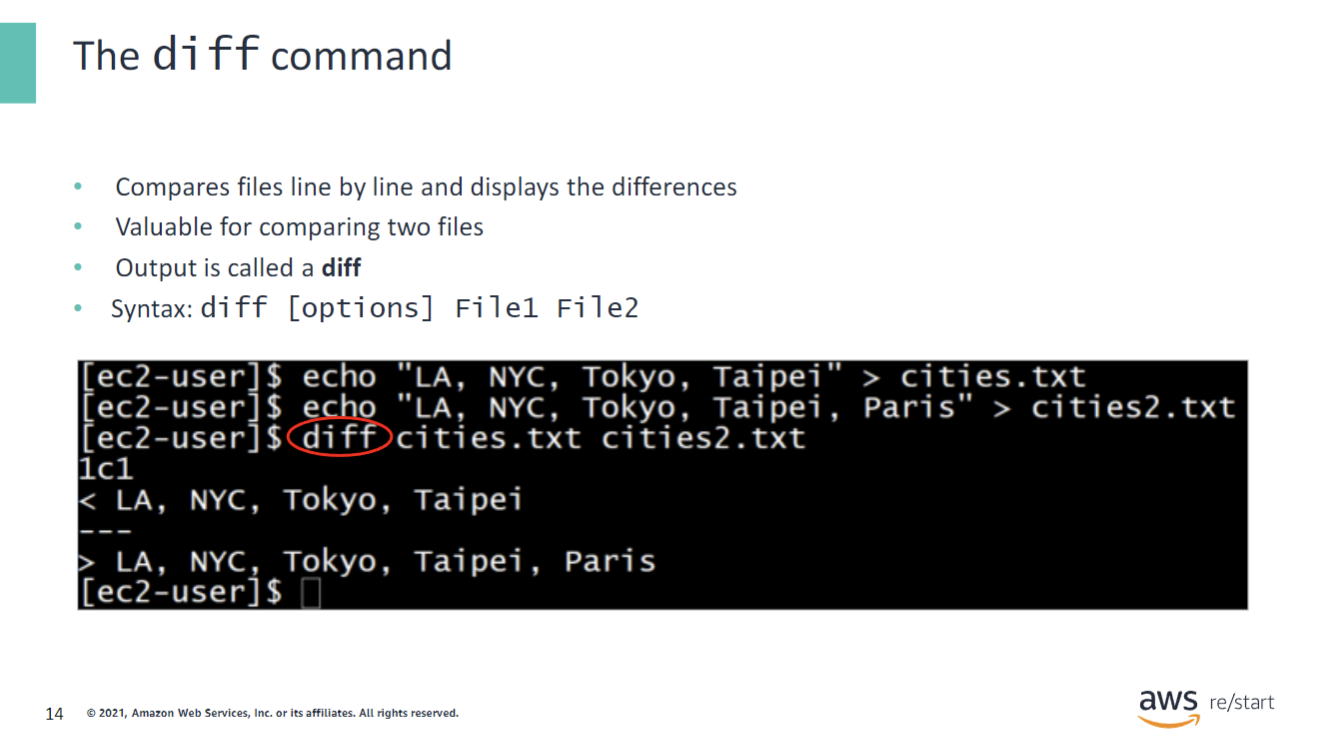 The diff command
• Compares files line by line and displays the differences
• Valuable for comparing two files
• Output is called a diff
• Syntax: diff [options] File1 File2
[ec2-user]$ echo "LA, NYC, Tokyo, Taipei" > cities.txt
[ec2-user]$ echo "LA, NYC, Tokyo, Taipei, Paris" > cities2.txt
[ec2-user]$ diff cities.txt cities2.txt
1c1
< LA, NYC, Tokyo, Taipei
---
> LA, NYC, Tokyo, Taipei, Paris
[ec2-user]$
14 © 2021, Amazon Web Services, Inc. or its affiliates. All rights reserved.
aws re/start